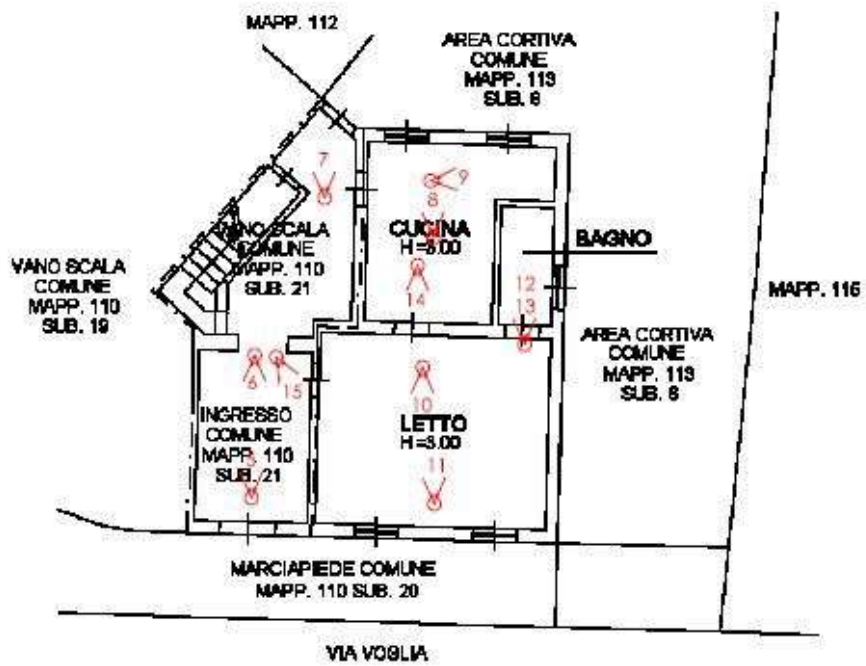 MAPP. 112
AREA CORTIVA
COMUNE
MAPP. 113
SUB. 8
7
9
8
CUCINA
H =3.00
BAGNO
VANO SCALA
COMUNE
MAPP. 110
SUB. 21
VANO SCALA
COMUNE
MAPP. 110
SUB. 19
14
12
13
MAPP. 116
AREA CORTIVA
COMUNE
MAPP. 113
SUB. 8
6
15
10
INGRESSO
COMUNE
MAPP. 110
SUB. 21
LETTO
H =3.00
11
MARCIAPIEDE COMUNE
MAPP. 110 SUB. 20
VIA VOGLIA